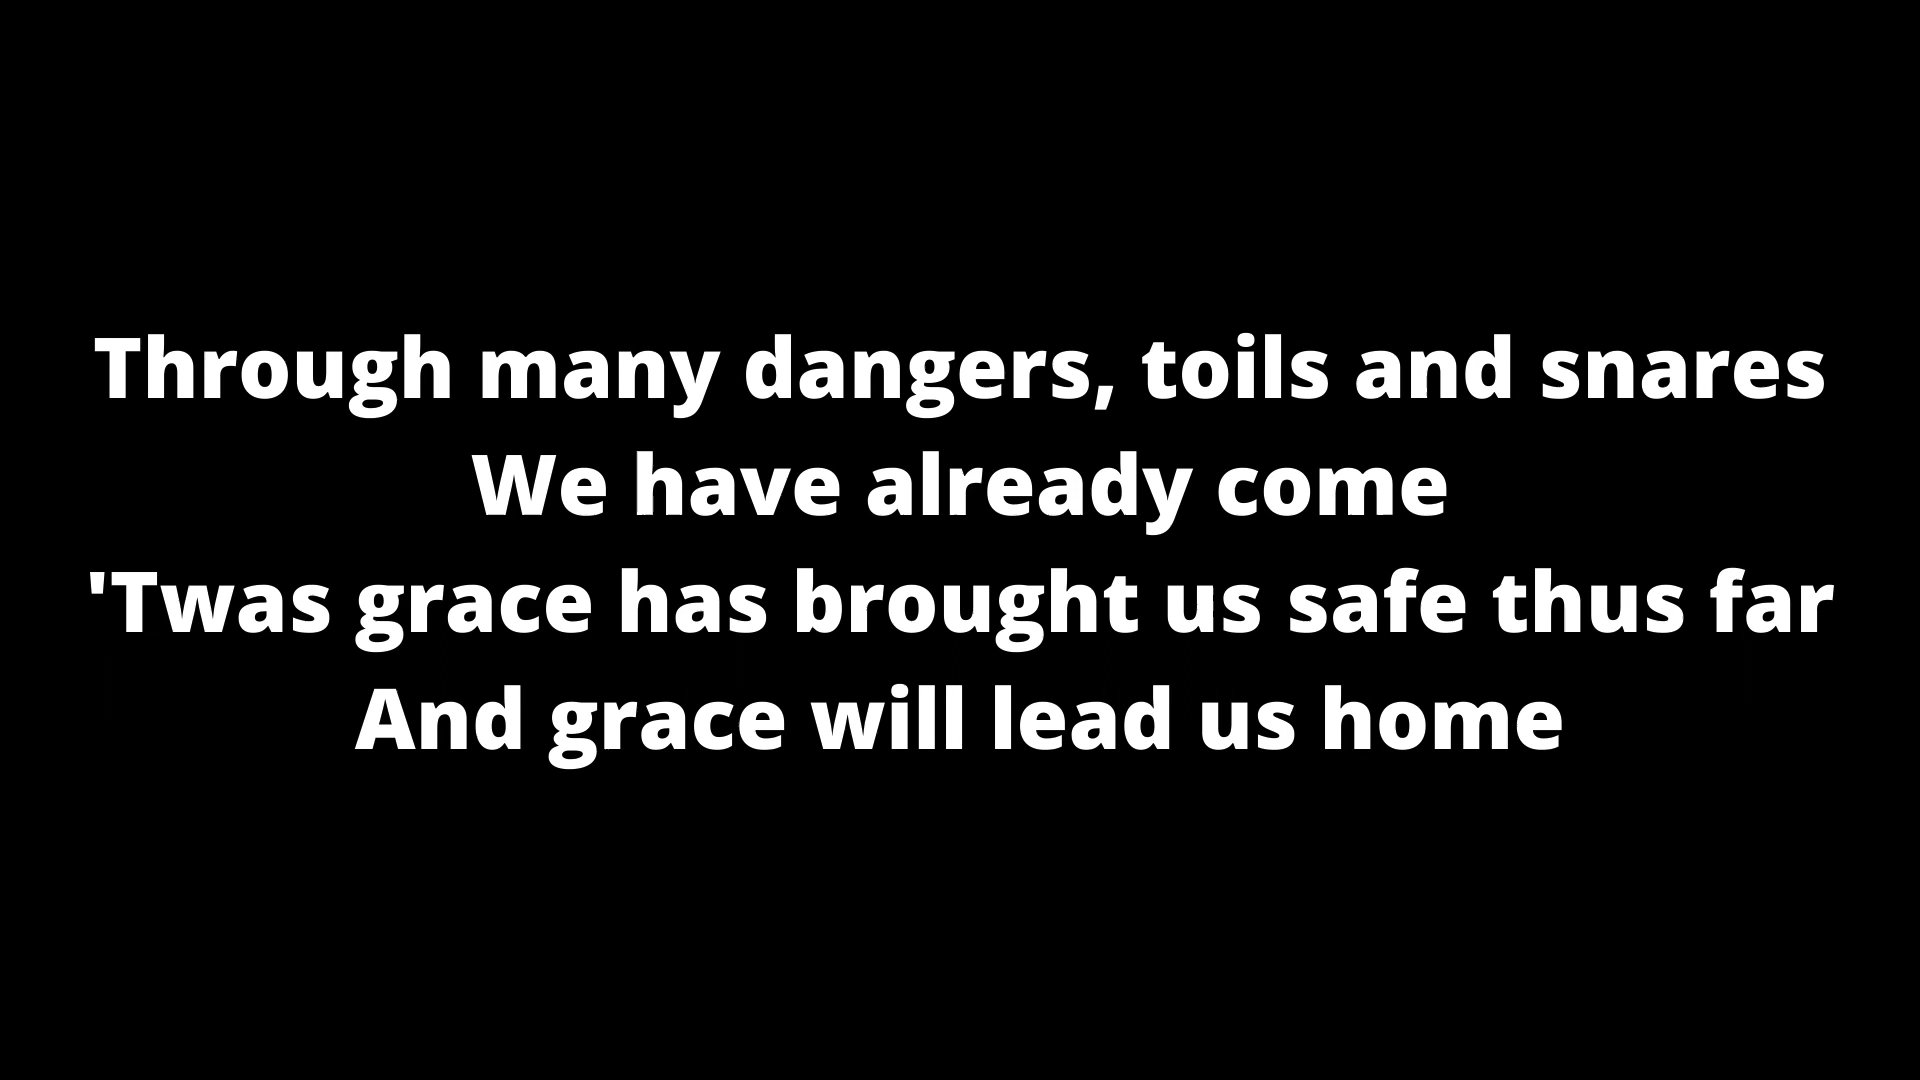 Through many dangers, toils and snares
We have already come
'Twas grace has brought us safe thus far
And grace will lead us home